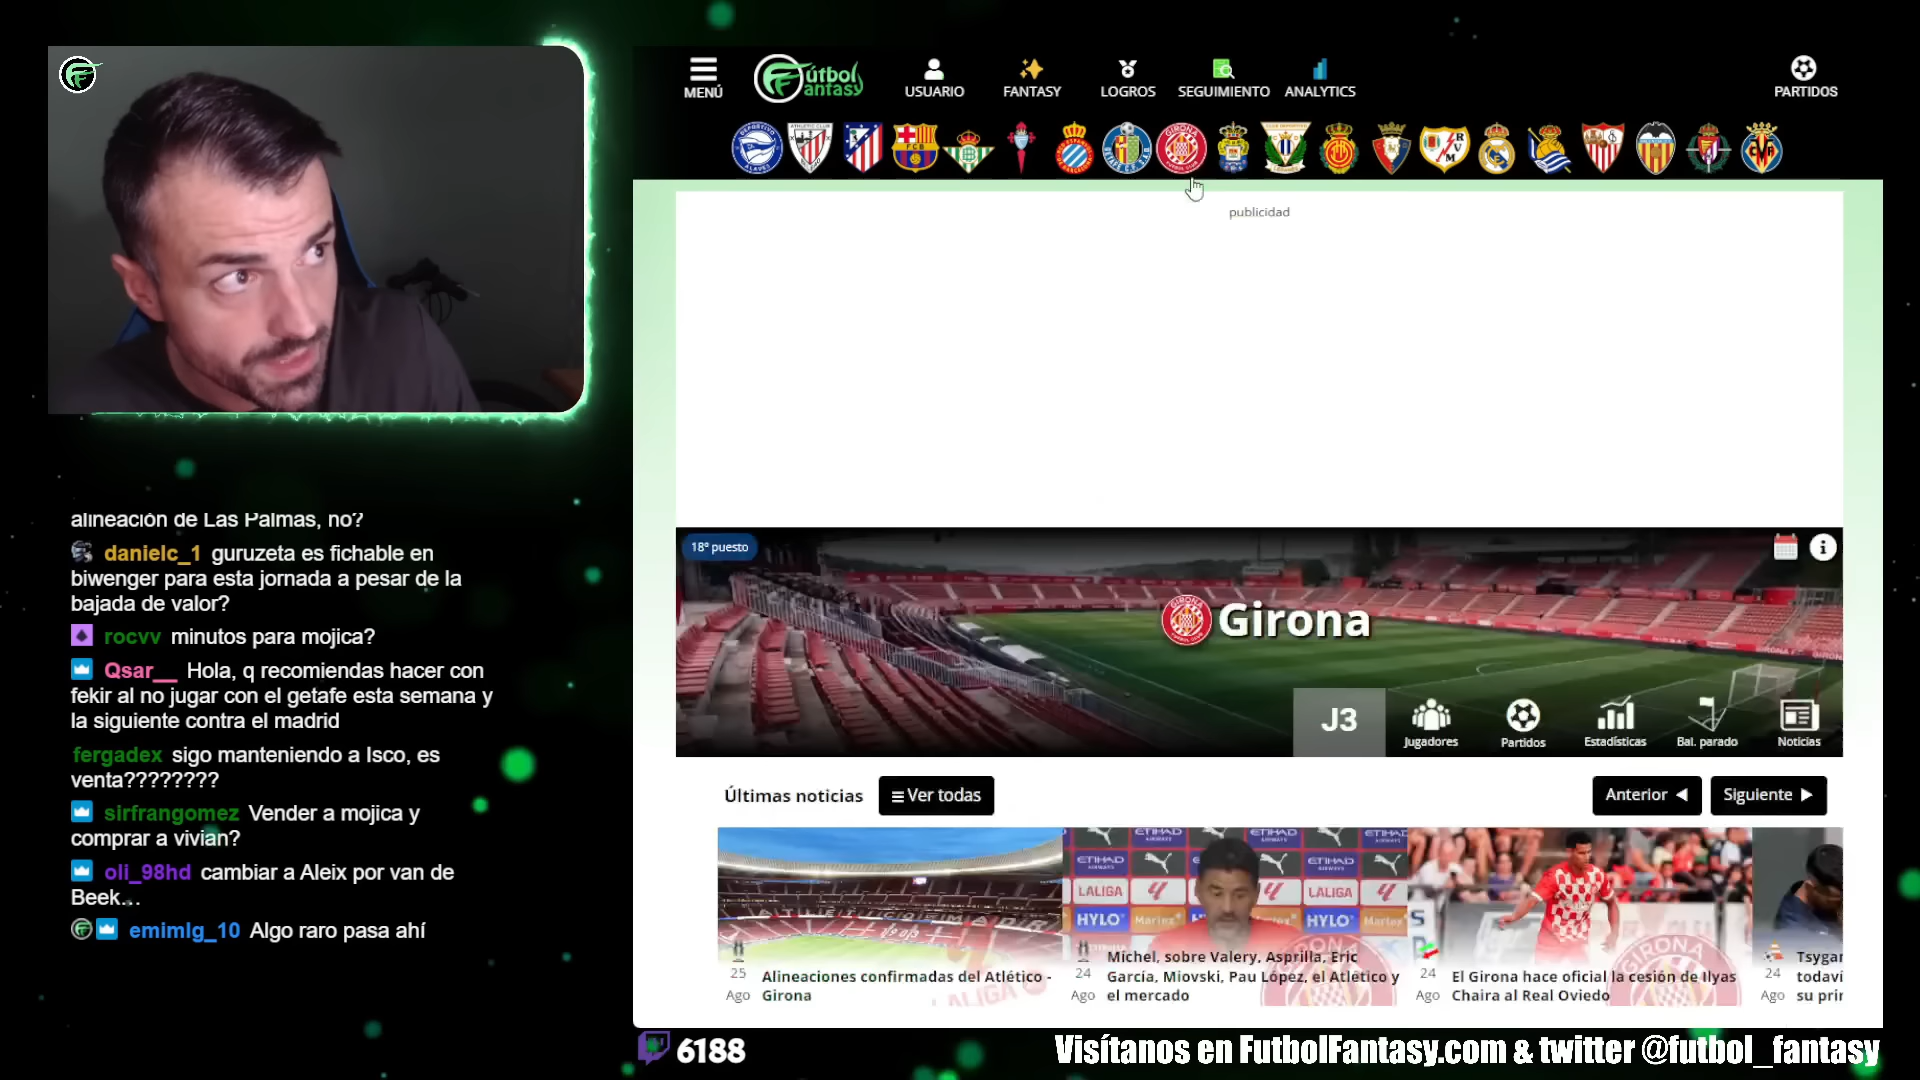 MENÚ
Fútbol
Fantasy
USUARIO
FANTASY
LOGROS
SEGUIMIENTO
ANALYTICS
PARTIDOS
publicidad
18º puesto
Girona
J3
Jugadores
Partidos
Estadísticas
Bal. parado
Noticias
Últimas noticias
Ver todas
Anterior
Siguiente
25
Ago
Alineaciones confirmadas del Atlético -
Girona
24
Ago
Michel, sobre Valery, Asprilla, Eric
García, Miovski, Pau López, el Atlético y
el mercado
24
Ago
El Girona hace oficial la cesión de Ilyas
Chaira al Real Oviedo
24
Ago
Tsygan
todaví
su prin
alineación de Las Palmas, no?
danielc_1 guruzeta es fichable en
biwenger para esta jornada a pesar de la
bajada de valor?
rocvv minutos para mojica?
Qsar__ Hola, q recomiendas hacer con
fekir al no jugar con el getafe esta semana y
la siguiente contra el madrid
fergadex sigo manteniendo a Isco, es
venta????????
sirfrangomez Vender a mojica y
comprar a vivian?
oli_98hd cambiar a Aleix por van de
Beek...
emimlg_10 Algo raro pasa ahí
6188
Visítanos en FutbolFantasy.com & twitter @futbol_fantasy